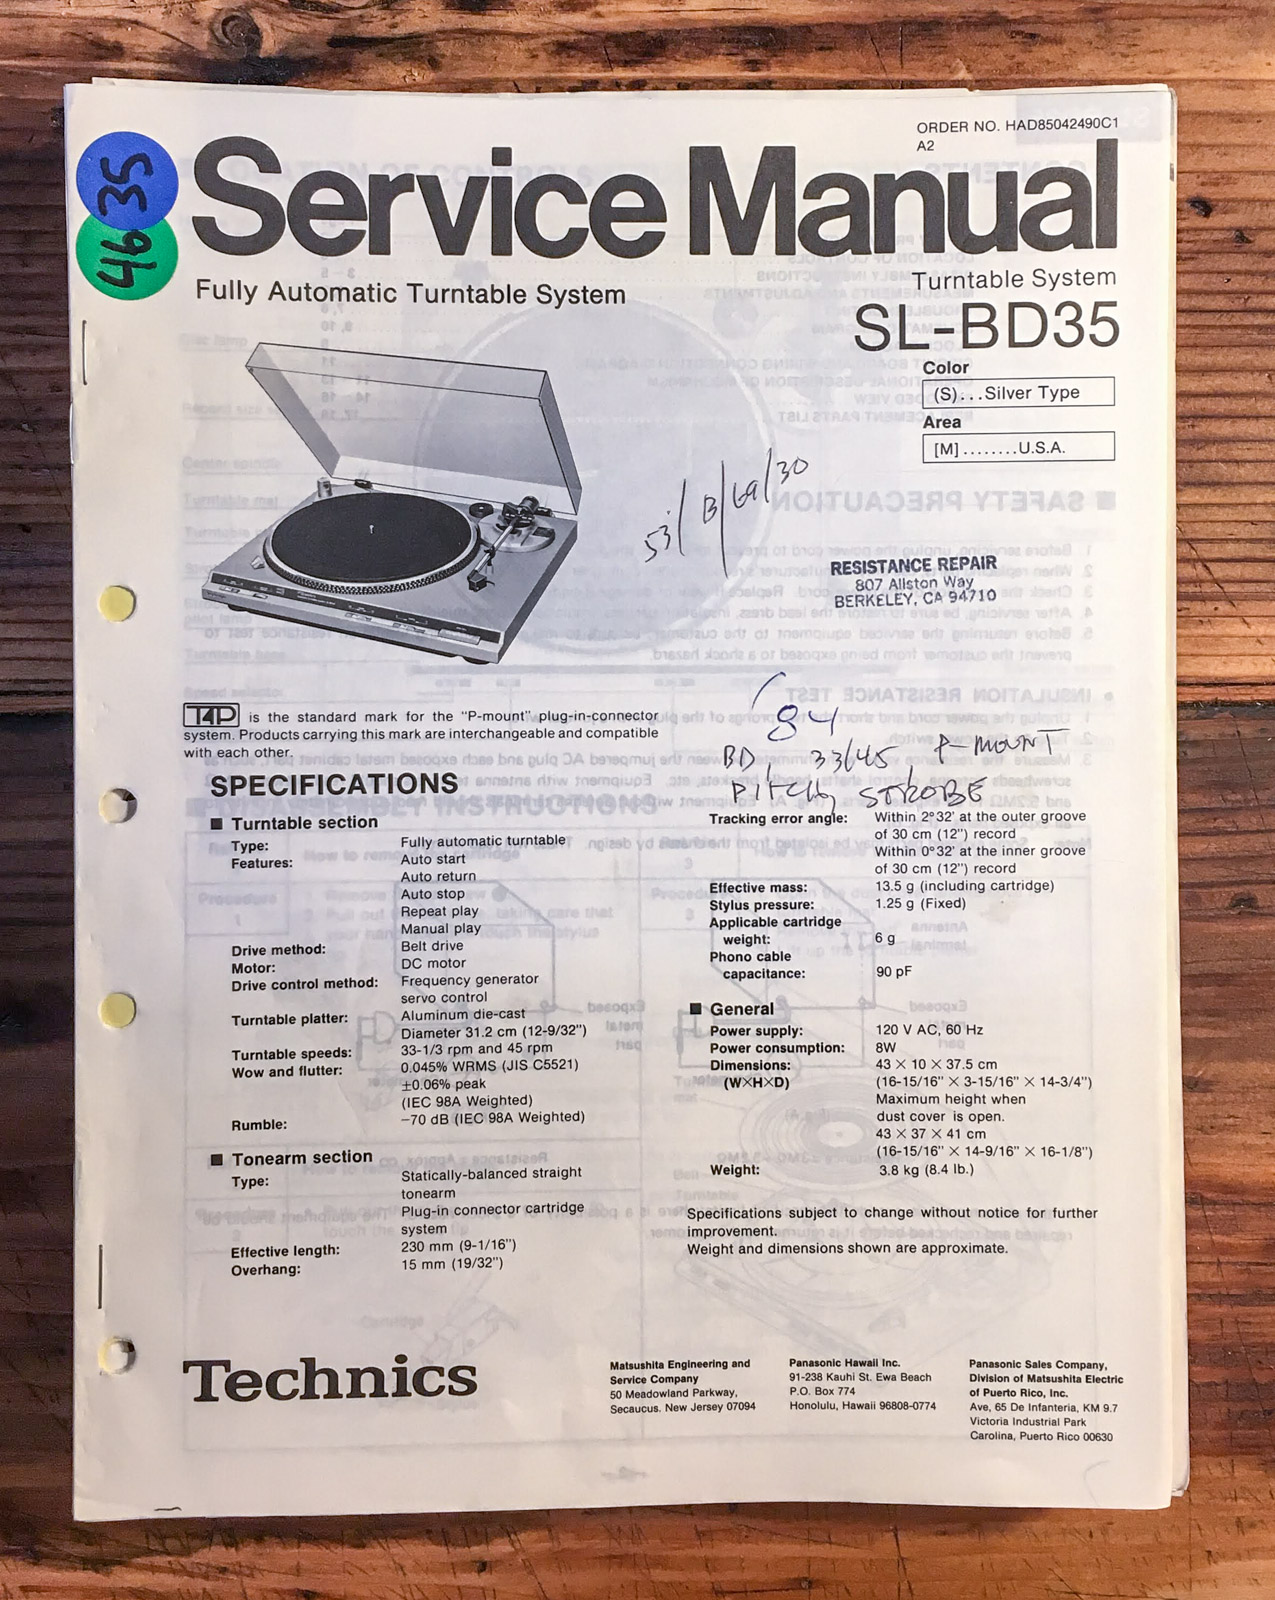 ORDER NO. HAD85042490C1
A2
35
46
Service Manual
Fully Automatic Turntable System
Turntable System
SL-BD35
Color
(S)...Silver Type
Area
[M]........U.S.A.
53/B/69/30
RESISTANCE REPAIR
807 Allston Way
BERKELEY, CA 94710
T4P is the standard mark for the "P-mount" plug-in-connector
system. Products carrying this mark are interchangeable and compatible
with each other.
'84
BD, 33/45, P-MOUNT
PITCH, STROBE
SPECIFICATIONS
■ Turntable section
Type: Fully automatic turntable
Features: Auto start
Auto return
Auto stop
Repeat play
Manual play
Drive method: Belt drive
Motor: DC motor
Drive control method: Frequency generator
servo control
Turntable platter: Aluminum die-cast
Diameter 31.2 cm (12-9/32")
Turntable speeds: 33-1/3 rpm and 45 rpm
Wow and flutter: 0.045% WRMS (JIS C5521)
±0.06% peak
(IEC 98A Weighted)
Rumble: −70 dB (IEC 98A Weighted)
■ Tonearm section
Type: Statically-balanced straight
tonearm
Plug-in connector cartridge
system
Effective length: 230 mm (9-1/16")
Overhang: 15 mm (19/32")
Tracking error angle: Within 2°32' at the outer groove
of 30 cm (12") record
Within 0°32' at the inner groove
of 30 cm (12") record
Effective mass: 13.5 g (including cartridge)
Stylus pressure: 1.25 g (Fixed)
Applicable cartridge
weight: 6 g
Phono cable
capacitance: 90 pF
■ General
Power supply: 120 V AC, 60 Hz
Power consumption: 8W
Dimensions: 43 × 10 × 37.5 cm
(W×H×D) (16-15/16" × 3-15/16" × 14-3/4")
Maximum height when
dust cover is open.
43 × 37 × 41 cm
(16-15/16" × 14-9/16" × 16-1/8")
Weight: 3.8 kg (8.4 lb.)
Specifications subject to change without notice for further
improvement.
Weight and dimensions shown are approximate.
Technics
Matsushita Engineering and
Service Company
50 Meadowland Parkway,
Secaucus. New Jersey 07094
Panasonic Hawaii Inc.
91-238 Kauhi St. Ewa Beach
P.O. Box 774
Honolulu, Hawaii 96808-0774
Panasonic Sales Company,
Division of Matsushita Electric
of Puerto Rico, Inc.
Ave, 65 De Infanteria, KM 9.7
Victoria Industrial Park
Carolina, Puerto Rico 00630